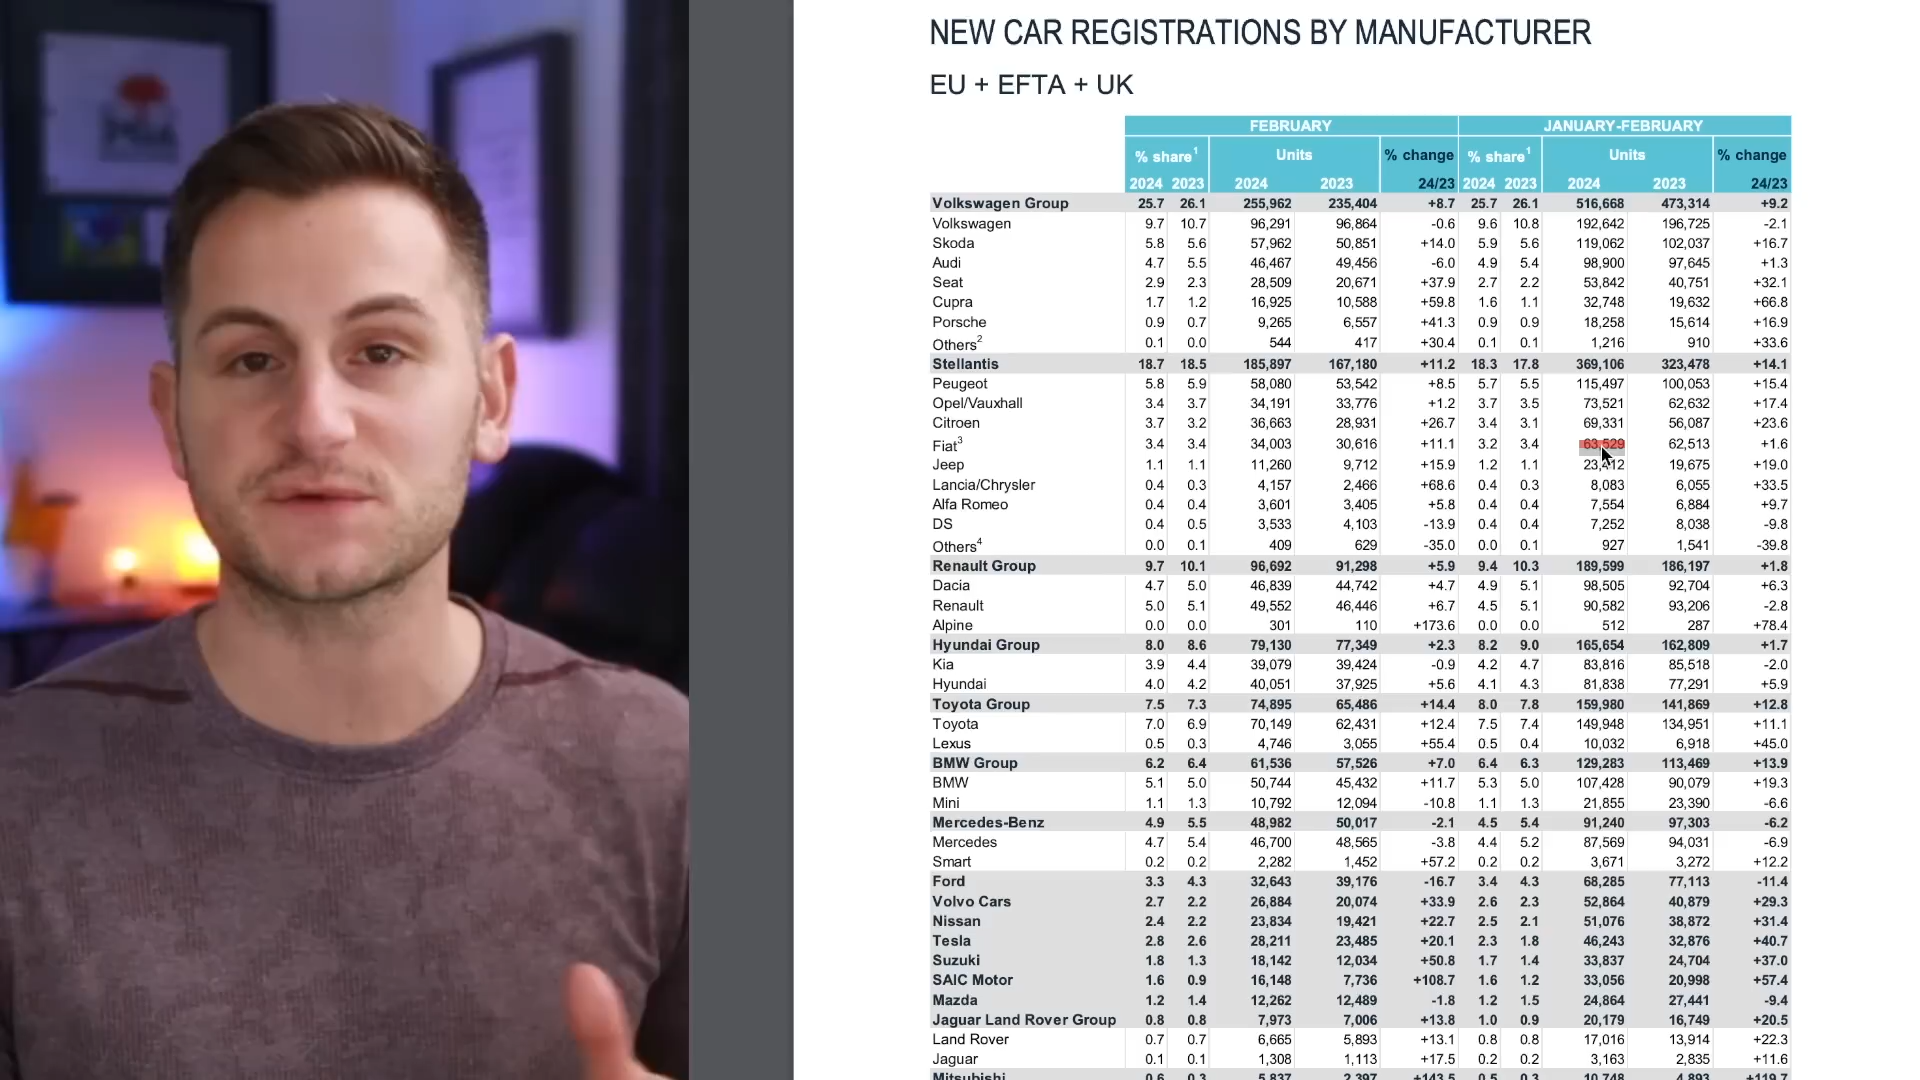 NEW CAR REGISTRATIONS BY MANUFACTURER
EU + EFTA + UK
FEBRUARY JANUARY-FEBRUARY
% share1 Units % change % share1 Units % change
2024 2023 2024 2023 24/23 2024 2023 2024 2023 24/23
Volkswagen Group 25.7 26.1 255,962 235,404 +8.7 25.7 26.1 516,668 473,314 +9.2
Volkswagen 9.7 10.7 96,291 96,864 -0.6 9.6 10.8 192,642 196,725 -2.1
Skoda 5.8 5.6 57,962 50,851 +14.0 5.9 5.6 119,062 102,037 +16.7
Audi 4.7 5.5 46,467 49,456 -6.0 4.9 5.4 98,900 97,645 +1.3
Seat 2.9 2.3 28,509 20,671 +37.9 2.7 2.2 53,842 40,751 +32.1
Cupra 1.7 1.2 16,925 10,588 +59.8 1.6 1.1 32,748 19,632 +66.8
Porsche 0.9 0.7 9,265 6,557 +41.3 0.9 0.9 18,258 15,614 +16.9
Others2 0.1 0.0 544 417 +30.4 0.1 0.1 1,216 910 +33.6
Stellantis 18.7 18.5 185,897 167,180 +11.2 18.3 17.8 369,106 323,478 +14.1
Peugeot 5.8 5.9 58,080 53,542 +8.5 5.7 5.5 115,497 100,053 +15.4
Opel/Vauxhall 3.4 3.7 34,191 33,776 +1.2 3.7 3.5 73,521 62,632 +17.4
Citroen 3.7 3.2 36,663 28,931 +26.7 3.4 3.1 69,331 56,087 +23.6
Fiat3 3.4 3.4 34,003 30,616 +11.1 3.2 3.4 63,529 62,513 +1.6
Jeep 1.1 1.1 11,260 9,712 +15.9 1.2 1.1 23,412 19,675 +19.0
Lancia/Chrysler 0.4 0.3 4,157 2,466 +68.6 0.4 0.3 8,083 6,055 +33.5
Alfa Romeo 0.4 0.4 3,601 3,405 +5.8 0.4 0.4 7,554 6,884 +9.7
DS 0.4 0.5 3,533 4,103 -13.9 0.4 0.4 7,252 8,038 -9.8
Others4 0.0 0.1 409 629 -35.0 0.0 0.1 927 1,541 -39.8
Renault Group 9.7 10.1 96,692 91,298 +5.9 9.4 10.3 189,599 186,197 +1.8
Dacia 4.7 5.0 46,839 44,742 +4.7 4.9 5.1 98,505 92,704 +6.3
Renault 5.0 5.1 49,552 46,446 +6.7 4.5 5.1 90,582 93,206 -2.8
Alpine 0.0 0.0 301 110 +173.6 0.0 0.0 512 287 +78.4
Hyundai Group 8.0 8.6 79,130 77,349 +2.3 8.2 9.0 165,654 162,809 +1.7
Kia 3.9 4.4 39,079 39,424 -0.9 4.2 4.7 83,816 85,518 -2.0
Hyundai 4.0 4.2 40,051 37,925 +5.6 4.1 4.3 81,838 77,291 +5.9
Toyota Group 7.5 7.3 74,895 65,486 +14.4 8.0 7.8 159,980 141,869 +12.8
Toyota 7.0 6.9 70,149 62,431 +12.4 7.5 7.4 149,948 134,951 +11.1
Lexus 0.5 0.3 4,746 3,055 +55.4 0.5 0.4 10,032 6,918 +45.0
BMW Group 6.2 6.4 61,536 57,526 +7.0 6.4 6.3 129,283 113,469 +13.9
BMW 5.1 5.0 50,744 45,432 +11.7 5.3 5.0 107,428 90,079 +19.3
Mini 1.1 1.3 10,792 12,094 -10.8 1.1 1.3 21,855 23,390 -6.6
Mercedes-Benz 4.9 5.5 48,982 50,017 -2.1 4.5 5.4 91,240 97,303 -6.2
Mercedes 4.7 5.4 46,700 48,565 -3.8 4.4 5.2 87,569 94,031 -6.9
Smart 0.2 0.2 2,282 1,452 +57.2 0.2 0.2 3,671 3,272 +12.2
Ford 3.3 4.3 32,643 39,176 -16.7 3.4 4.3 68,285 77,113 -11.4
Volvo Cars 2.7 2.2 26,884 20,074 +33.9 2.6 2.3 52,864 40,879 +29.3
Nissan 2.4 2.2 23,834 19,421 +22.7 2.5 2.1 51,076 38,872 +31.4
Tesla 2.8 2.6 28,211 23,485 +20.1 2.3 1.8 46,243 32,876 +40.7
Suzuki 1.8 1.3 18,142 12,034 +50.8 1.7 1.4 33,837 24,704 +37.0
SAIC Motor 1.6 0.9 16,148 7,736 +108.7 1.6 1.2 33,056 20,998 +57.4
Mazda 1.2 1.4 12,262 12,489 -1.8 1.2 1.5 24,864 27,441 -9.4
Jaguar Land Rover Group 0.8 0.8 7,973 7,006 +13.8 1.0 0.9 20,179 16,749 +20.5
Land Rover 0.7 0.7 6,665 5,893 +13.1 0.8 0.8 17,016 13,914 +22.3
Jaguar 0.1 0.1 1,308 1,113 +17.5 0.2 0.2 3,163 2,835 +11.6
Mitsubishi 0.6 0.3 5,837 2,397 +143.5 0.5 0.3 10,748 4,893 +119.7